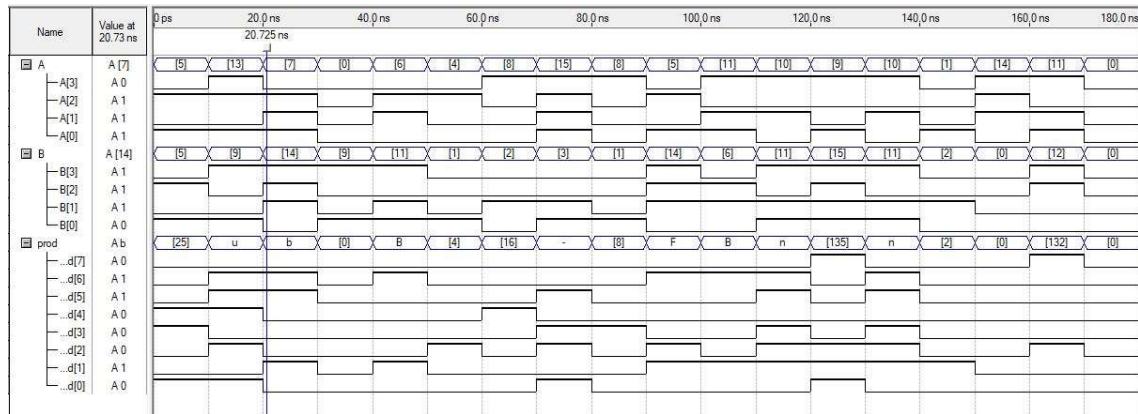 Name Value at 20.73 ns 0 ps 20.0 ns 40.0 ns 60.0 ns 80.0 ns 100.0 ns 120.0 ns 140.0 ns 160.0 ns 180.0 ns
20.725 ns
A A [7] [5] [13] [7] [0] [6] [4] [8] [15] [8] [5] [11] [10] [9] [10] [1] [14] [11] [0]
A[3] A 0
A[2] A 1
A[1] A 1
A[0] A 1
B A [14] [5] [9] [14] [9] [11] [1] [2] [3] [1] [14] [6] [11] [15] [11] [2] [0] [12] [0]
B[3] A 1
B[2] A 1
B[1] A 1
B[0] A 0
prod A b [25] u b [0] B [4] [16] - [8] F B n [135] n [2] [0] [132] [0]
...d[7] A 0
...d[6] A 1
...d[5] A 1
...d[4] A 0
...d[3] A 0
...d[2] A 0
...d[1] A 1
...d[0] A 0